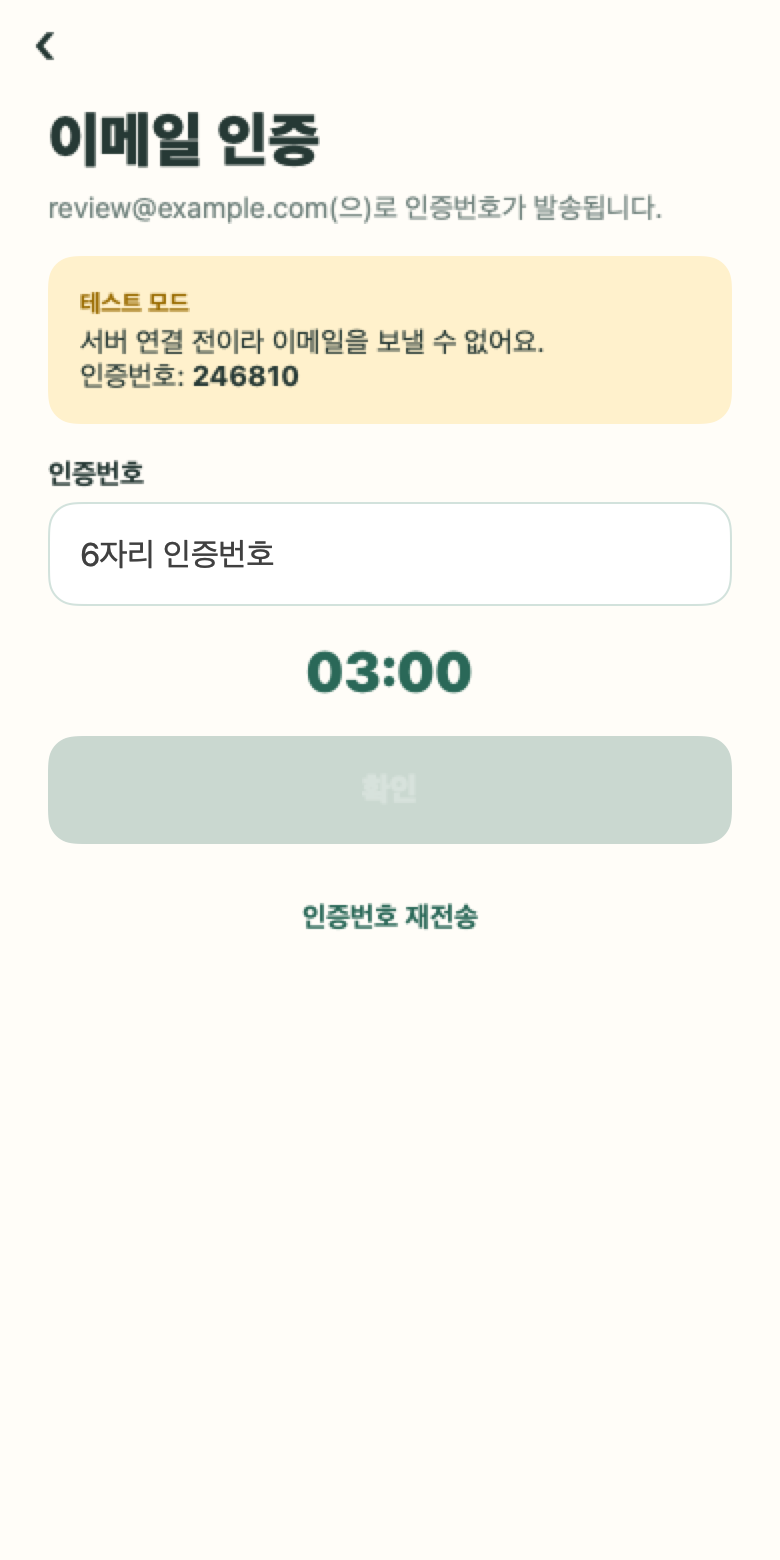 이메일 인증
review@example.com(으)로 인증번호가 발송됩니다.
테스트 모드
서버 연결 전이라 이메일을 보낼 수 없어요.
인증번호: 246810
인증번호
6자리 인증번호
03:00
확인
인증번호 재전송